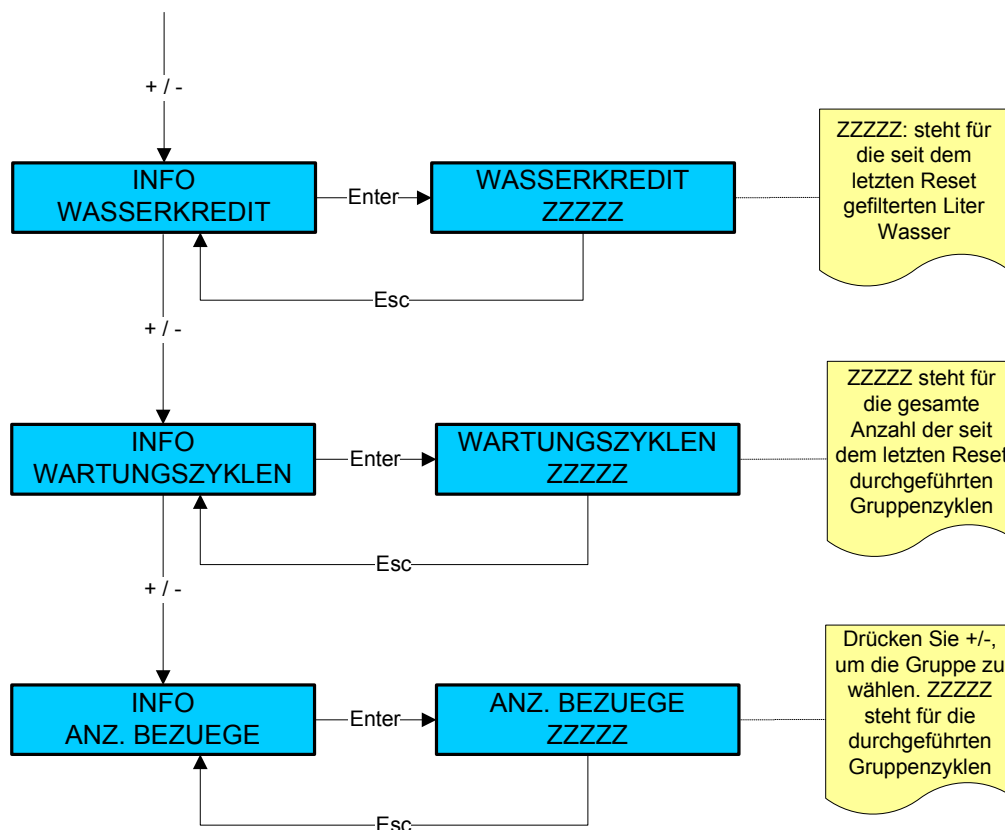 + / -
INFO
WASSERKREDIT
Enter
WASSERKREDIT
ZZZZZ
ZZZZZ: steht für
die seit dem
letzten Reset
gefilterten Liter
Wasser
Esc
+ / -
INFO
WARTUNGSZYKLEN
Enter
WARTUNGSZYKLEN
ZZZZZ
ZZZZZ steht für
die gesamte
Anzahl der seit
dem letzten Reset
durchgeführten
Gruppenzyklen
Esc
+ / -
INFO
ANZ. BEZUEGE
Enter
ANZ. BEZUEGE
ZZZZZ
Drücken Sie +/-,
um die Gruppe zu
wählen. ZZZZZ
steht für die
durchgeführten
Gruppenzyklen
Esc